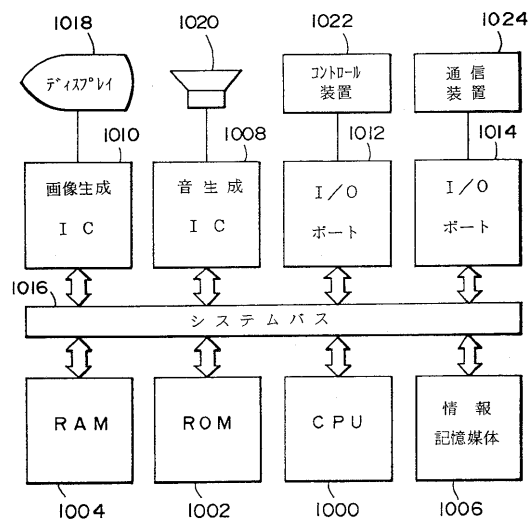 1018
1020
1022
1024
ディスプレイ
コントロール
装置
通信
装置
1010
1008
1012
1014
画像生成
IC
音生成
IC
I/O
ポート
I/O
ポート
1016
システムバス
RAM
ROM
CPU
情報
記憶媒体
1004
1002
1000
1006